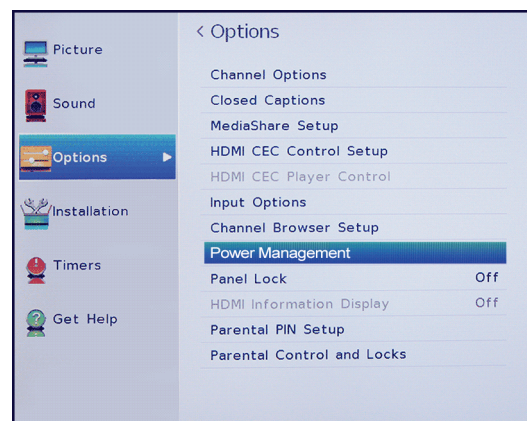 Picture
Sound
Options
Installation
Timers
Get Help
< Options
Channel Options
Closed Captions
MediaShare Setup
HDMI CEC Control Setup
HDMI CEC Player Control
Input Options
Channel Browser Setup
Power Management
Panel Lock Off
HDMI Information Display Off
Parental PIN Setup
Parental Control and Locks